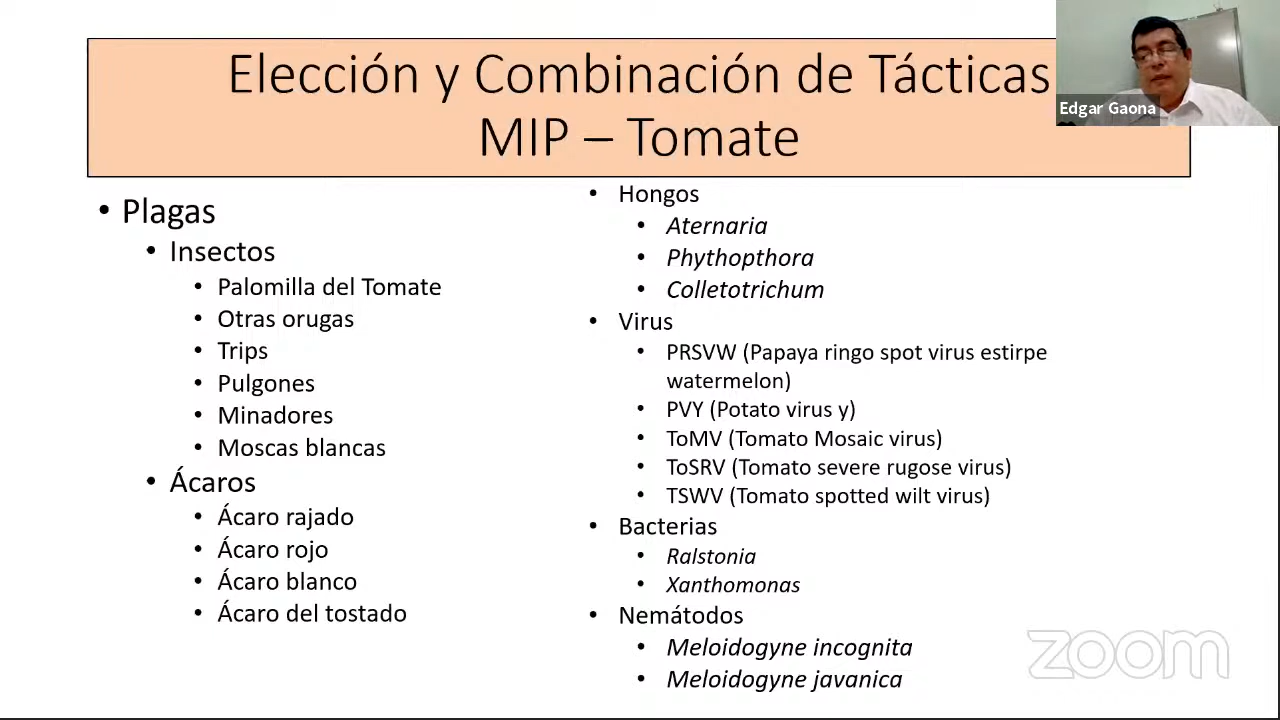 Elección y Combinación de Tácticas
MIP – Tomate
Edgar Gaona
• Plagas
• Insectos
• Palomilla del Tomate
• Otras orugas
• Trips
• Pulgones
• Minadores
• Moscas blancas
• Ácaros
• Ácaro rajado
• Ácaro rojo
• Ácaro blanco
• Ácaro del tostado
• Hongos
• Aternaria
• Phythopthora
• Colletotrichum
• Virus
• PRSVW (Papaya ringo spot virus estirpe
watermelon)
• PVY (Potato virus y)
• ToMV (Tomato Mosaic virus)
• ToSRV (Tomato severe rugose virus)
• TSWV (Tomato spotted wilt virus)
• Bacterias
• Ralstonia
• Xanthomonas
• Nemátodos
• Meloidogyne incognita
• Meloidogyne javanica
zoom